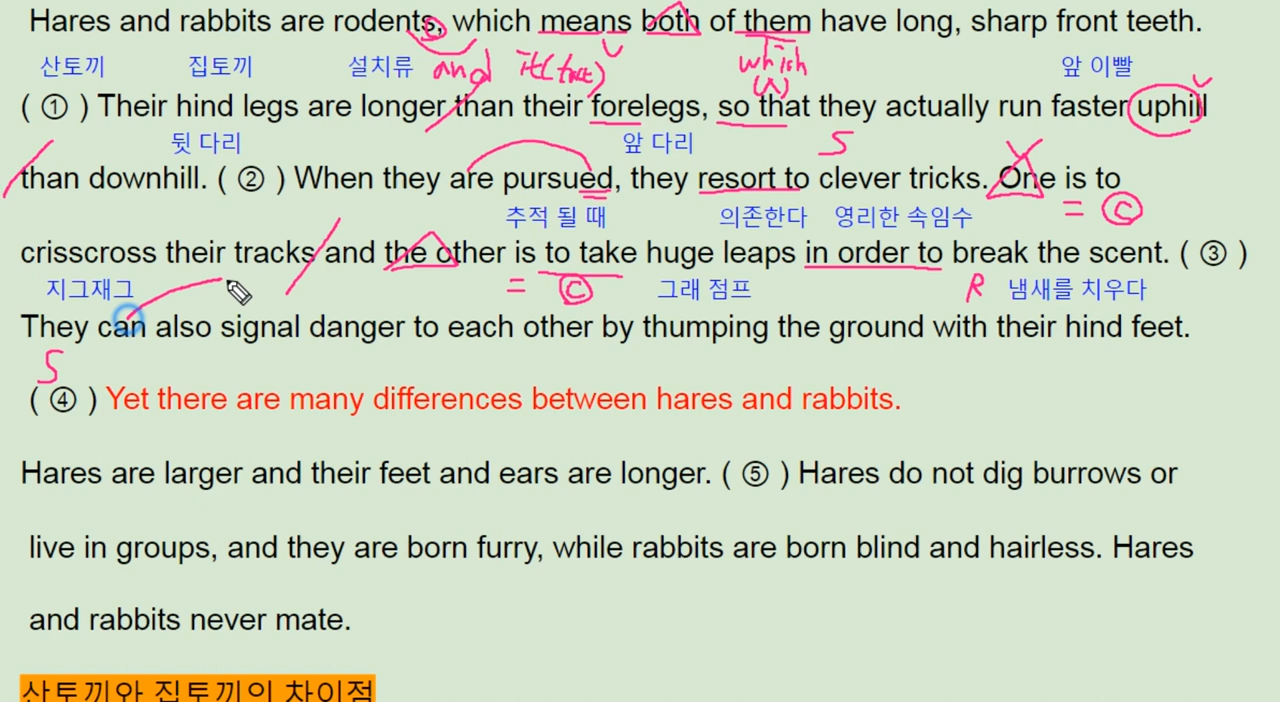 Hares and rabbits are rodents, which means both of them have long, sharp front teeth.
산토끼 집토끼 설치류 and it(fact) which 앞 이빨
(X)
( ① ) Their hind legs are longer than their forelegs, so that they actually run faster uphill
뒷 다리 앞 다리 S
than downhill. ( ② ) When they are pursued, they resort to clever tricks. One is to
추적 될 때 의존한다 영리한 속임수 = C
crisscross their tracks and the other is to take huge leaps in order to break the scent. ( ③ )
지그재그 = C 그래 점프 R 냄새를 치우다
They can also signal danger to each other by thumping the ground with their hind feet.
S
( ④ ) Yet there are many differences between hares and rabbits.
Hares are larger and their feet and ears are longer. ( ⑤ ) Hares do not dig burrows or
live in groups, and they are born furry, while rabbits are born blind and hairless. Hares
and rabbits never mate.
산토끼와 집토끼의 차이점